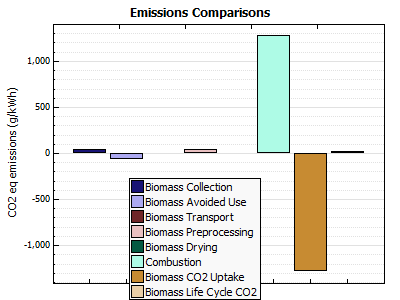 Emissions Comparisons
CO2 eq emissions (g/kWh)
1,000
500
0
-500
-1,000
Biomass Collection
Biomass Avoided Use
Biomass Transport
Biomass Preprocessing
Biomass Drying
Combustion
Biomass CO2 Uptake
Biomass Life Cycle CO2